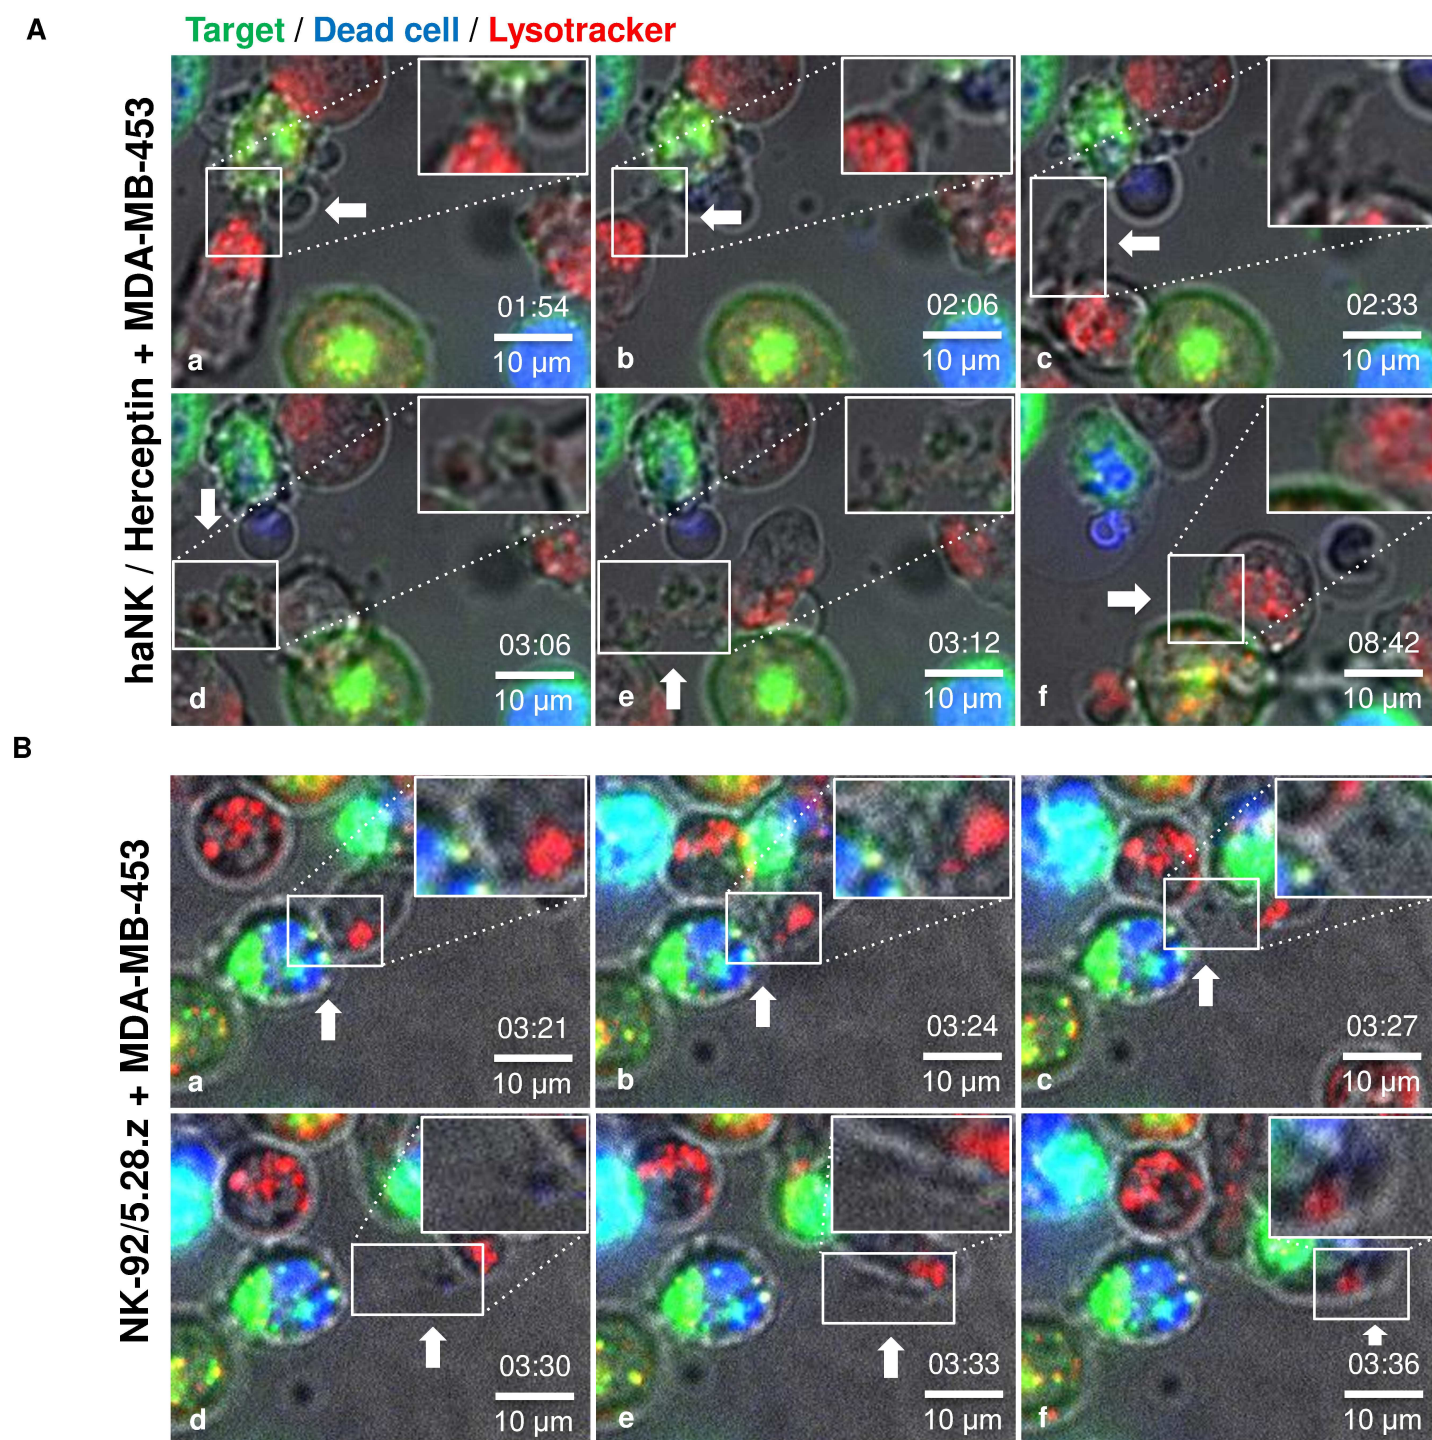 A
Target / Dead cell / Lysotracker
haNK / Herceptin + MDA-MB-453
01:54
10 µm
a
02:06
10 µm
b
02:33
10 µm
c
03:06
10 µm
d
03:12
10 µm
e
08:42
10 µm
f
B
NK-92/5.28.z + MDA-MB-453
03:21
10 µm
a
03:24
10 µm
b
03:27
10 µm
c
03:30
10 µm
d
03:33
10 µm
e
03:36
10 µm
f